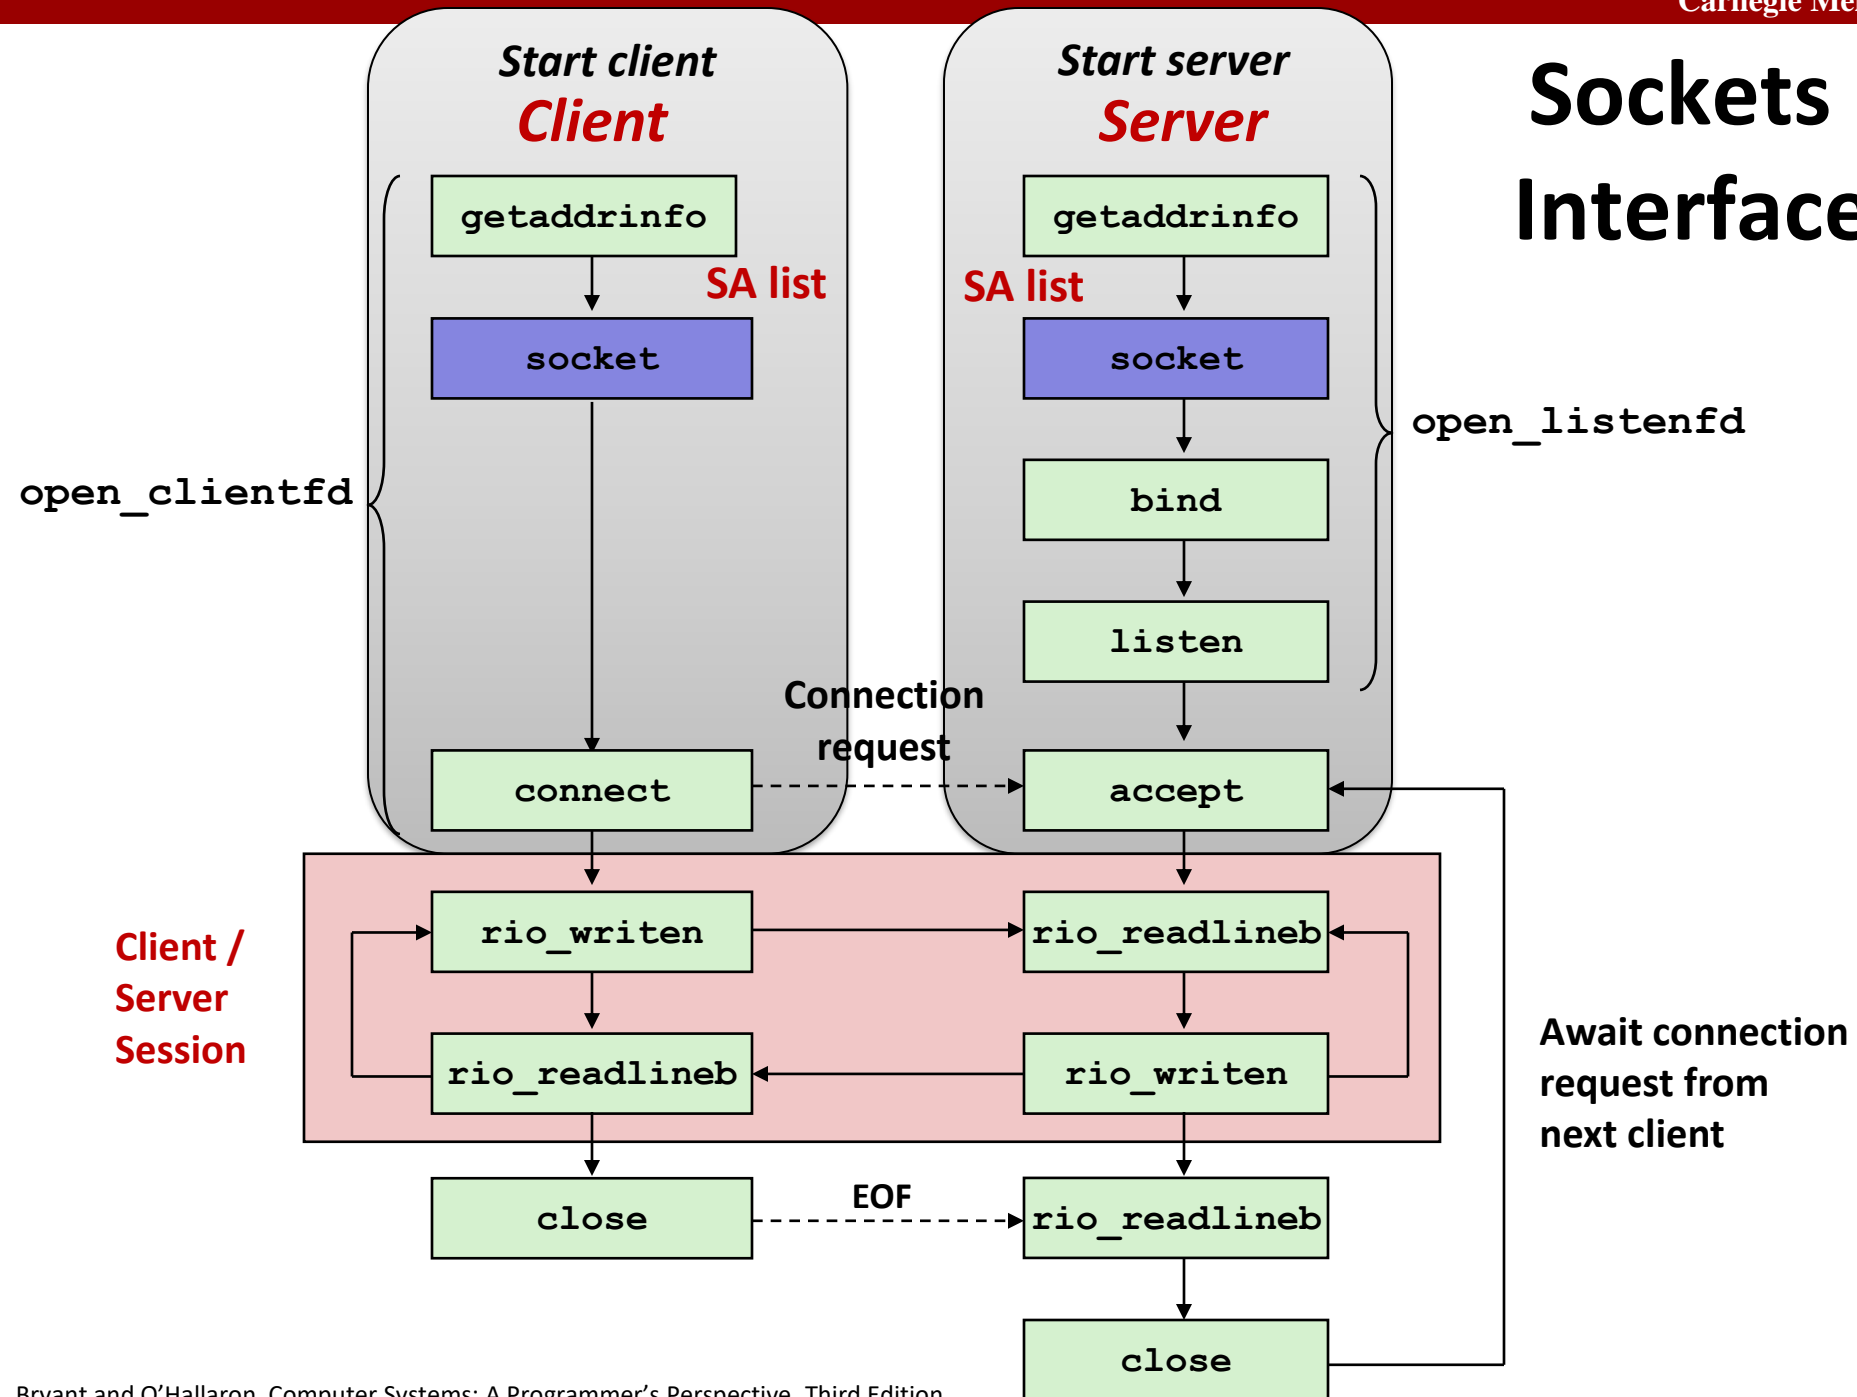 Carnegie
Sockets
Interface
Start client
Client
Start server
Server
getaddrinfo
getaddrinfo
SA list
SA list
socket
socket
open_listenfd
open_clientfd
bind
listen
Connection
request
connect
accept
Client /
Server
Session
rio_writen
rio_readlineb
rio_readlineb
rio_writen
Await connection
request from
next client
close
EOF
rio_readlineb
close
Bryant and O'Hallaron, Computer Systems: A Programmer's Perspective, Third Edition